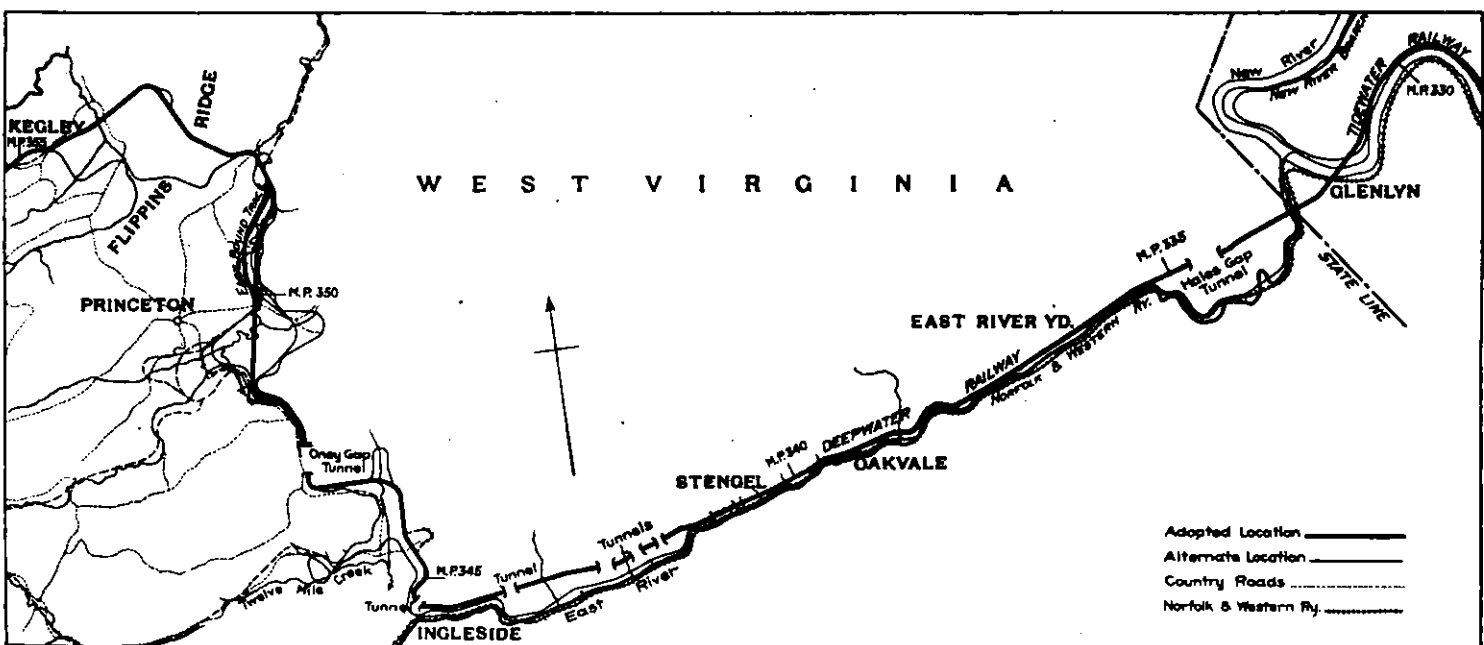 KEGLEY
M.P.355
RIDGE
FLIPPINS
EAST BOUND TRACK
PRINCETON
M.P. 350
WEST VIRGINIA
New River
New River Branch
TIDEWATER RAILWAY
M.P.330
GLENLYN
STATE LINE
M.P.335
Hales Gap
Tunnel
EAST RIVER YD.
DEEPWATER RAILWAY
NORFOLK & WESTERN RY.
OAKVALE
M.P.340
STENGEL
Tunnels
Tunnel
East River
Oney Gap
Tunnel
M.P.345
Twelve Mile Creek
Tunnel
INGLESIDE
Adopted Location
Alternate Location
Country Roads
Norfolk & Western Ry.